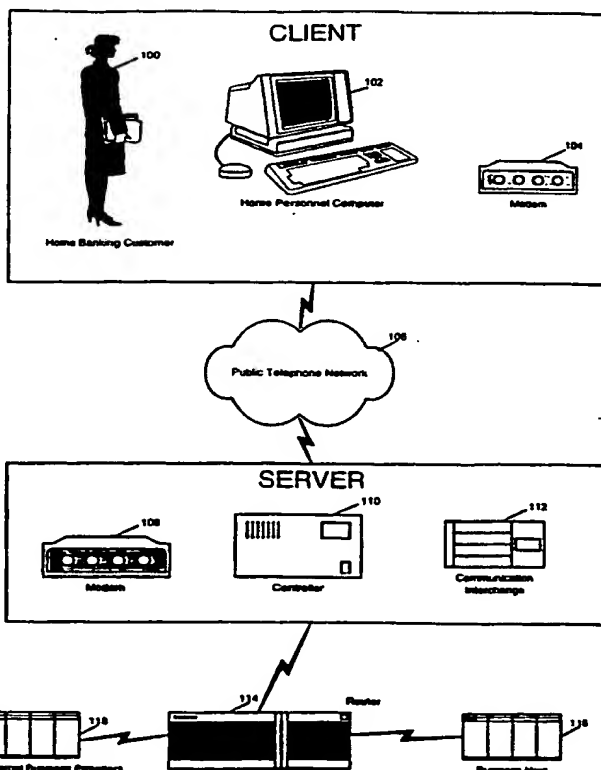 CLIENT
100
102
104
Home Banking Customer
Home Personnel Computer
Modem
106
Public Telephone Network
SERVER
108
110
112
Modem
Controller
Communication
Interchange
114
Router
118
116